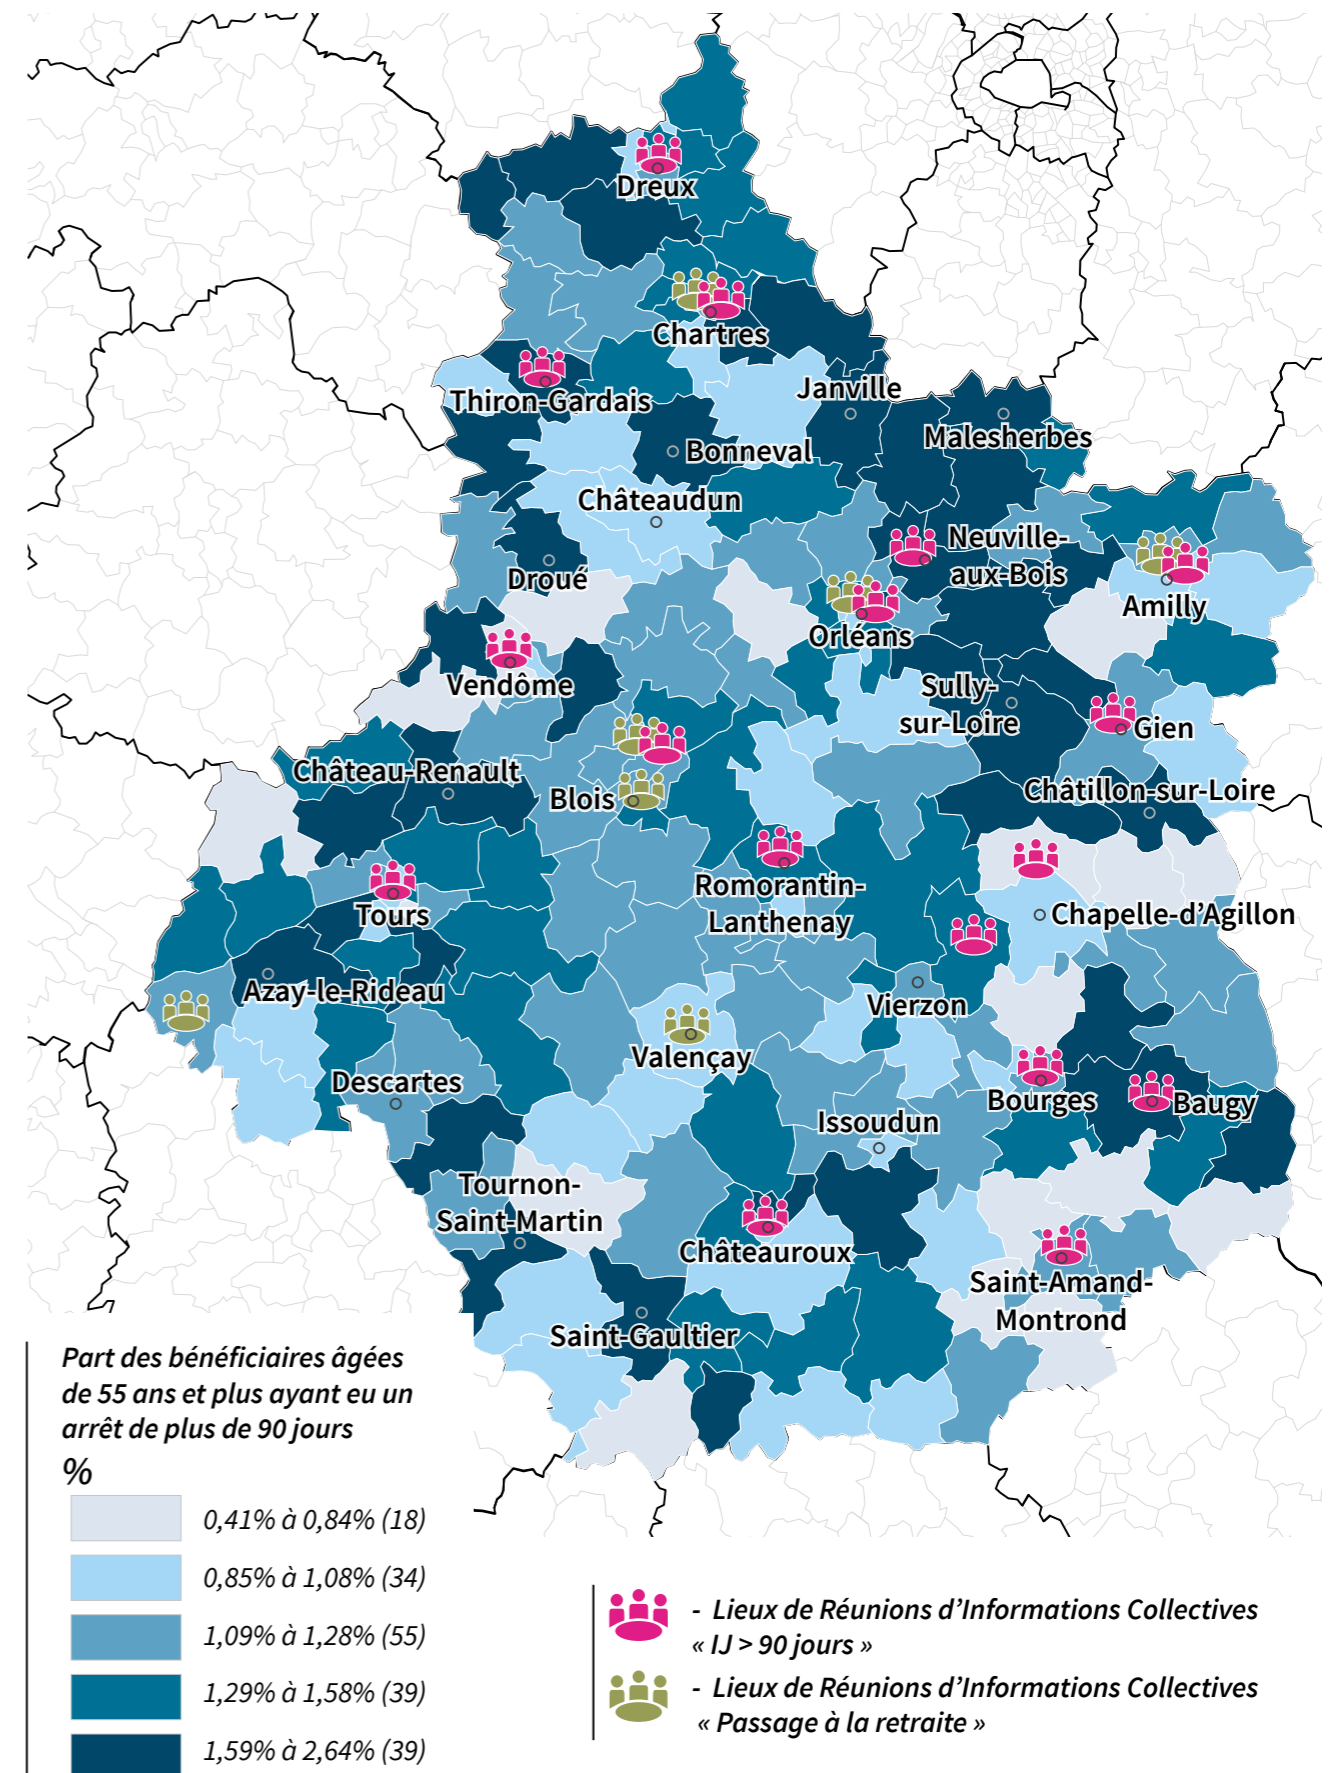 Dreux
Chartres
Janville
Thiron-Gardais
Malesherbes
Bonneval
Châteaudun
Neuville-
aux-Bois
Droué
Amilly
Orléans
Vendôme
Sully-
sur-Loire
Gien
Château-Renault
Blois
Châtillon-sur-Loire
Romorantin-
Lanthenay
Tours
Chapelle-d’Agillon
Azay-le-Rideau
Vierzon
Valençay
Descartes
Bourges
Baugy
Issoudun
Tournon-
Saint-Martin
Châteauroux
Saint-Amand-
Montrond
Saint-Gaultier
Part des bénéficiaires âgées
de 55 ans et plus ayant eu un
arrêt de plus de 90 jours
%
0,41% à 0,84% (18)
0,85% à 1,08% (34)
1,09% à 1,28% (55)
1,29% à 1,58% (39)
1,59% à 2,64% (39)
- Lieux de Réunions d’Informations Collectives
« IJ > 90 jours »
- Lieux de Réunions d’Informations Collectives
« Passage à la retraite »